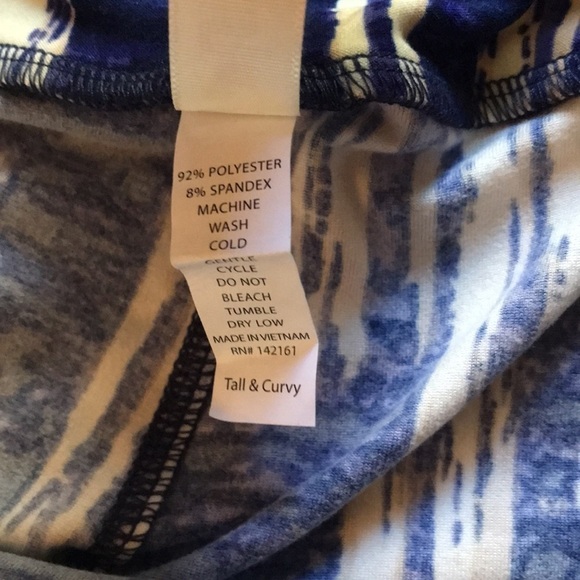 92% POLYESTER
8% SPANDEX
MACHINE
WASH
COLD
GENTLE
CYCLE
DO NOT
BLEACH
TUMBLE
DRY LOW
MADE IN VIETNAM
RN# 142161
Tall & Curvy